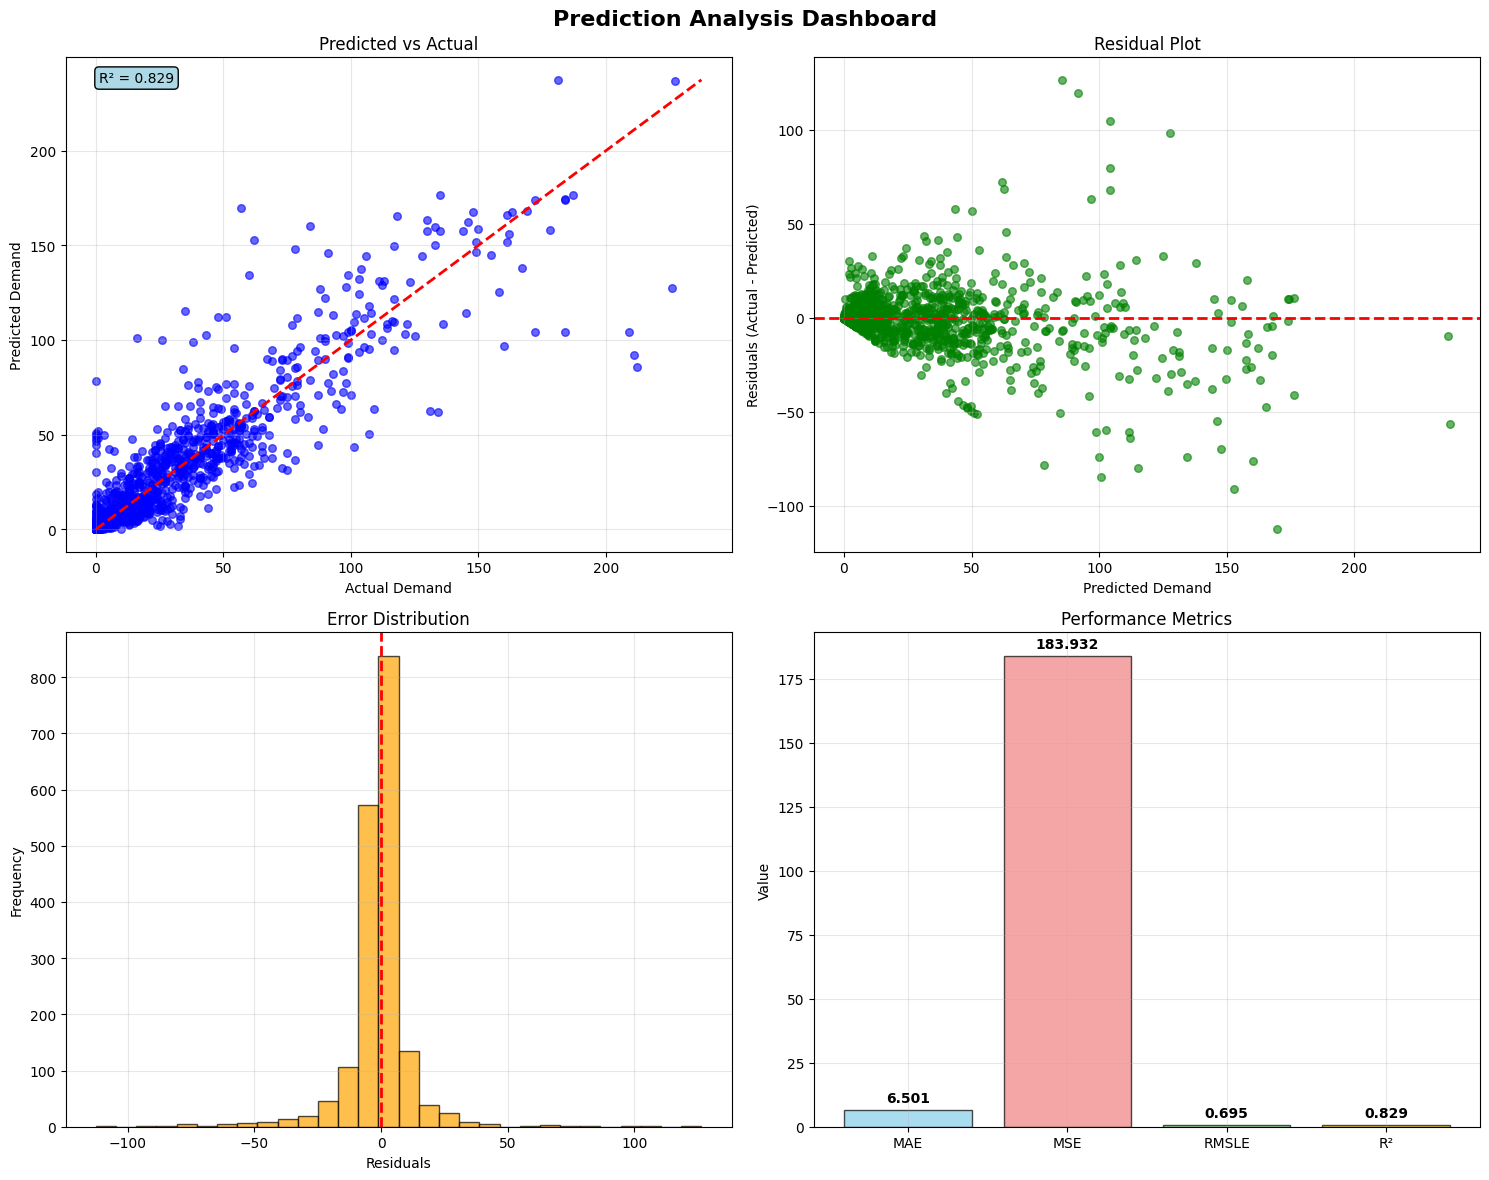 Prediction Analysis Dashboard
Predicted vs Actual
R² = 0.829
Predicted Demand
200
150
100
50
0
0 50 100 150 200
Actual Demand
Residual Plot
Residuals (Actual - Predicted)
100
50
0
−50
−100
0 50 100 150 200
Predicted Demand
Error Distribution
Frequency
800
700
600
500
400
300
200
100
0
−100 −50 0 50 100
Residuals
Performance Metrics
Value
175
150
125
100
75
50
25
0
183.932
6.501
0.695
0.829
MAE MSE RMSLE R²